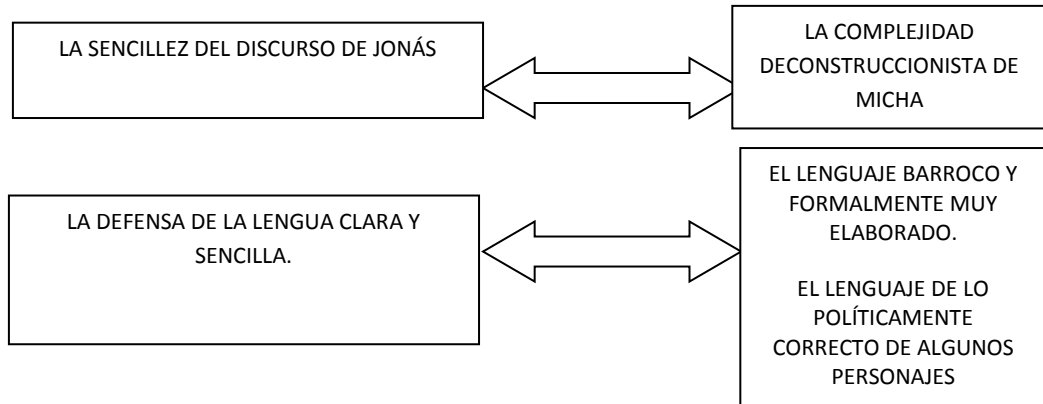 LA SENCILLEZ DEL DISCURSO DE JONÁS
LA COMPLEJIDAD
DECONSTRUCCIONISTA DE
MICHA
LA DEFENSA DE LA LENGUA CLARA Y
SENCILLA.
EL LENGUAJE BARROCO Y
FORMALMENTE MUY
ELABORADO.
EL LENGUAJE DE LO
POLÍTICAMENTE
CORRECTO DE ALGUNOS
PERSONAJES